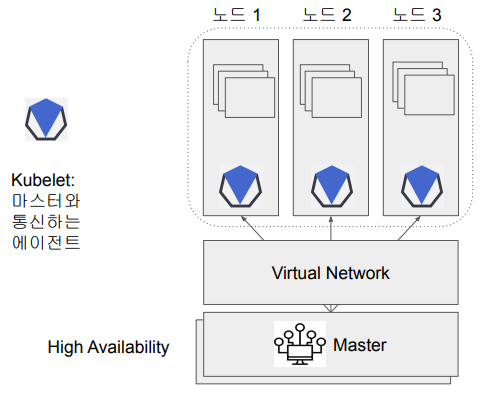 노드 1
노드 2
노드 3
Kubelet:
마스터와
통신하는
에이전트
Virtual Network
High Availability
Master